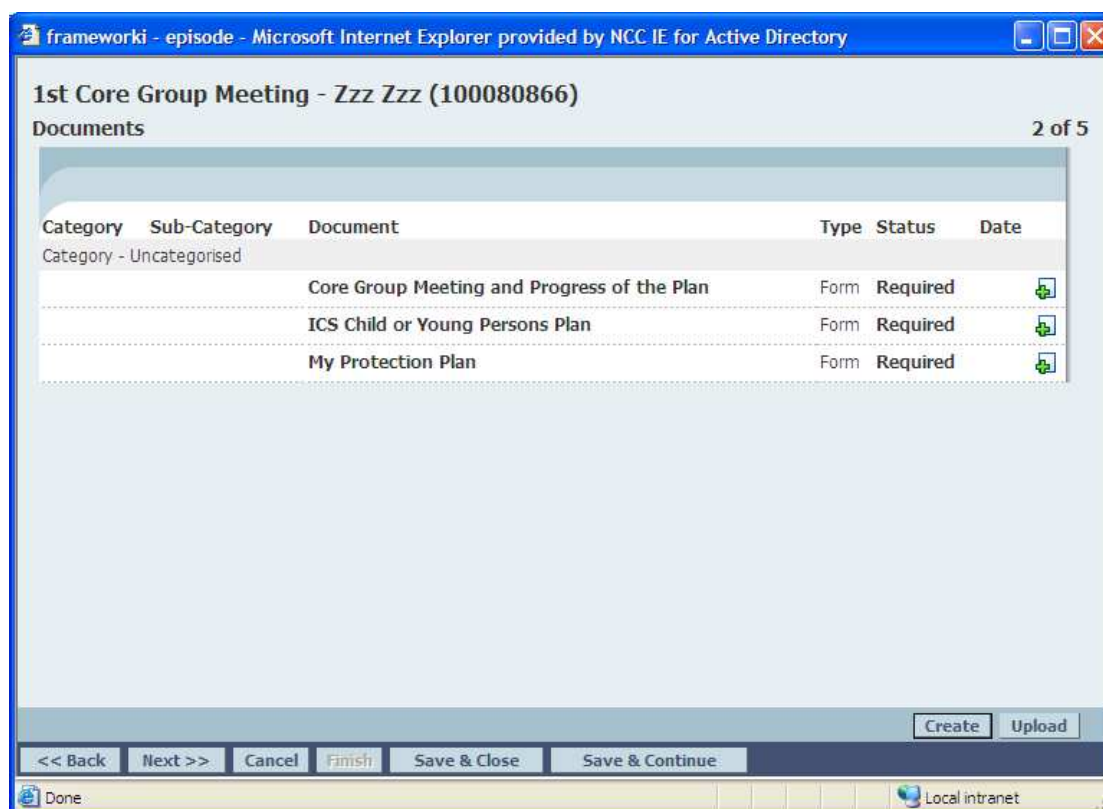 frameworki - episode - Microsoft Internet Explorer provided by NCC IE for Active Directory
1st Core Group Meeting - Zzz Zzz (100080866)
Documents 2 of 5
Category Sub-Category Document Type Status Date
Category - Uncategorised
Core Group Meeting and Progress of the Plan Form Required
ICS Child or Young Persons Plan Form Required
My Protection Plan Form Required
Create Upload
<< Back Next >> Cancel Finish Save & Close Save & Continue
Done Local intranet